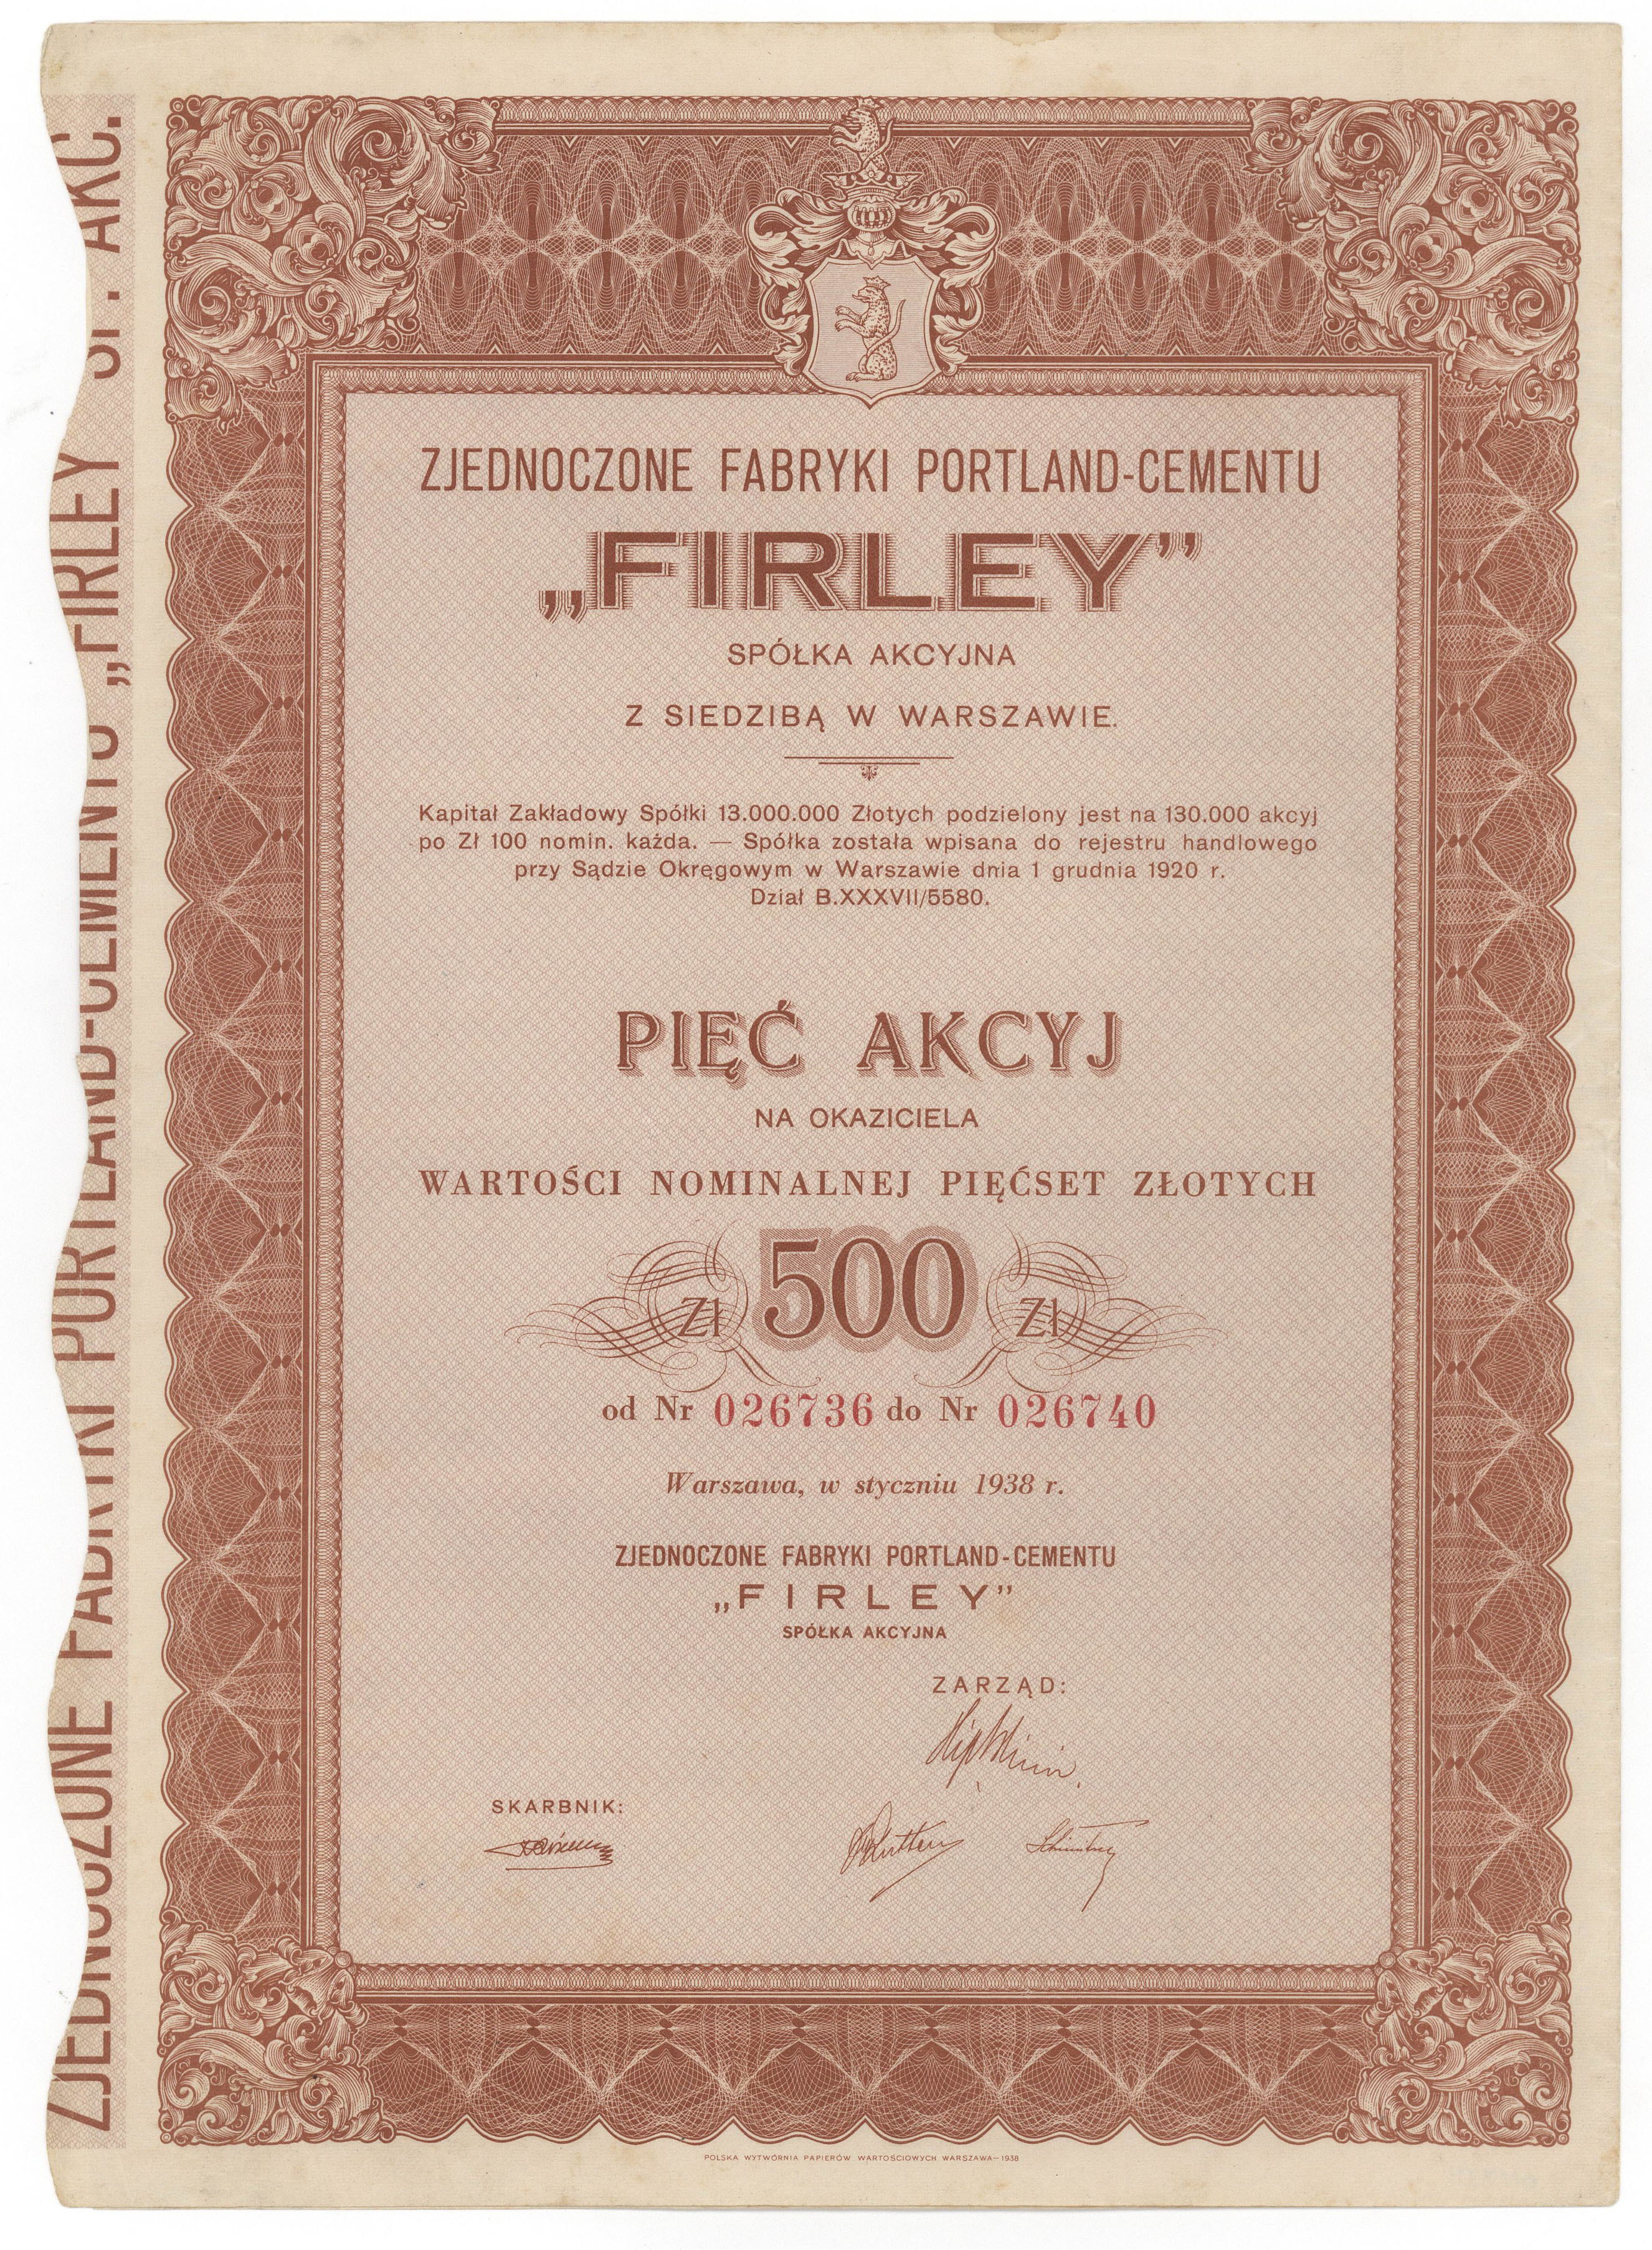 ZJEDNOCZONE FABRYKI PORTLAND-CEMENTU „FIRLEY” SP. AKC.
ZJEDNOCZONE FABRYKI PORTLAND-CEMENTU
„FIRLEY”
SPÓŁKA AKCYJNA
Z SIEDZIBĄ W WARSZAWIE.
Kapitał Zakładowy Spółki 13.000.000 Złotych podzielony jest na 130.000 akcyj
po Zł 100 nomin. każda. — Spółka została wpisana do rejestru handlowego
przy Sądzie Okręgowym w Warszawie dnia 1 grudnia 1920 r.
Dział B.XXXVII/5580.
PIĘĆ AKCYJ
NA OKAZICIELA
WARTOŚCI NOMINALNEJ PIĘĆSET ZŁOTYCH
Zł 500 Zł
od Nr 026736 do Nr 026740
Warszawa, w styczniu 1938 r.
ZJEDNOCZONE FABRYKI PORTLAND-CEMENTU
„FIRLEY”
SPÓŁKA AKCYJNA
ZARZĄD:
SKARBNIK:
POLSKA WYTWÓRNIA PAPIERÓW WARTOŚCIOWYCH WARSZAWA—1938